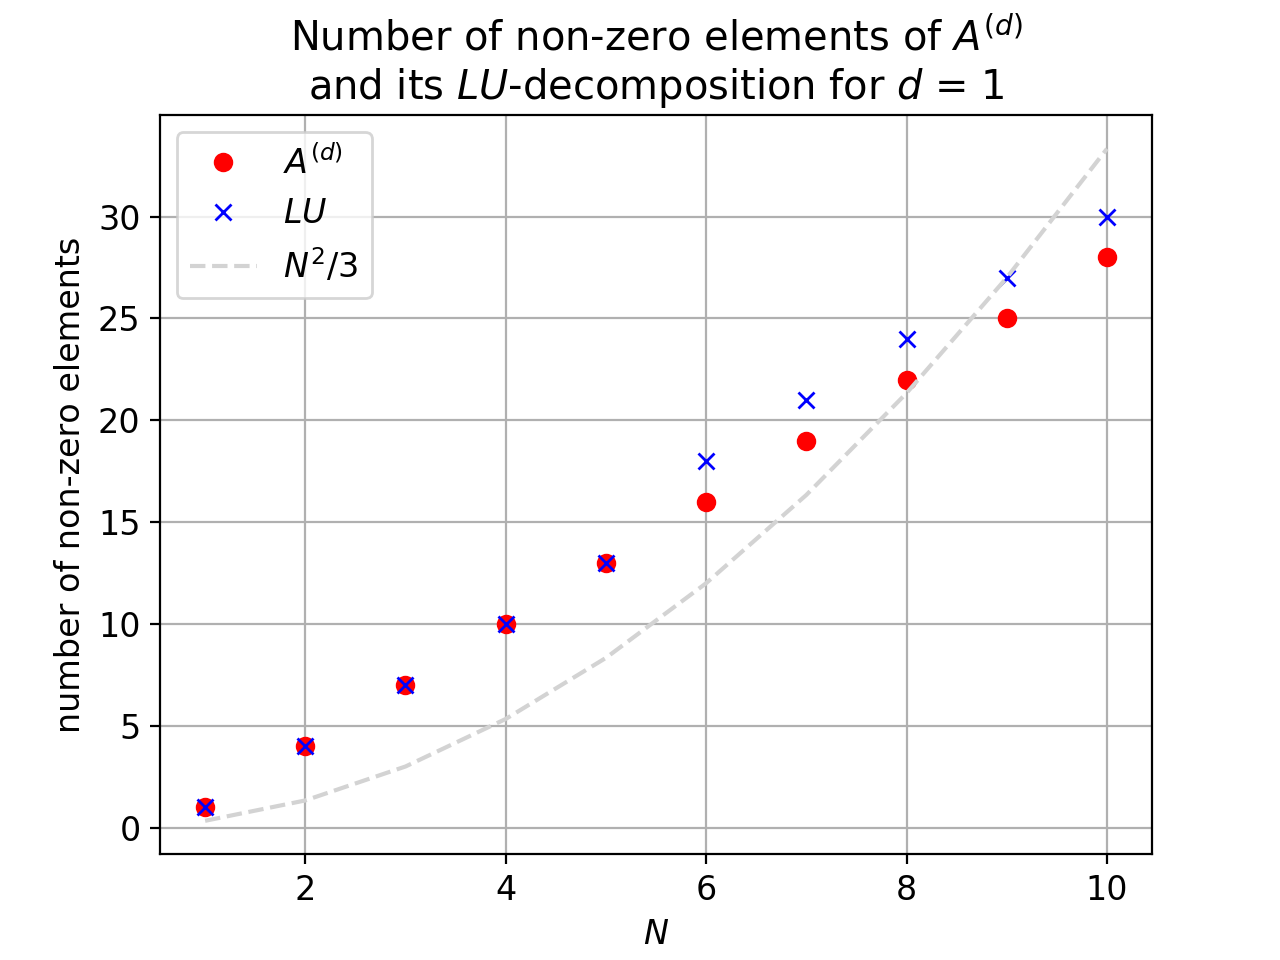 Number of non-zero elements of A^(d)
and its LU-decomposition for d = 1
A^(d)
LU
N²/3
number of non-zero elements
30
25
20
15
10
5
0
2 4 6 8 10
N